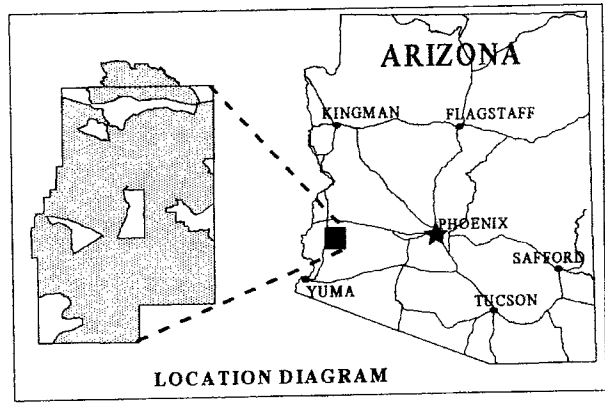 ARIZONA
KINGMAN
FLAGSTAFF
PHOENIX
SAFFORD
YUMA
TUCSON
LOCATION DIAGRAM